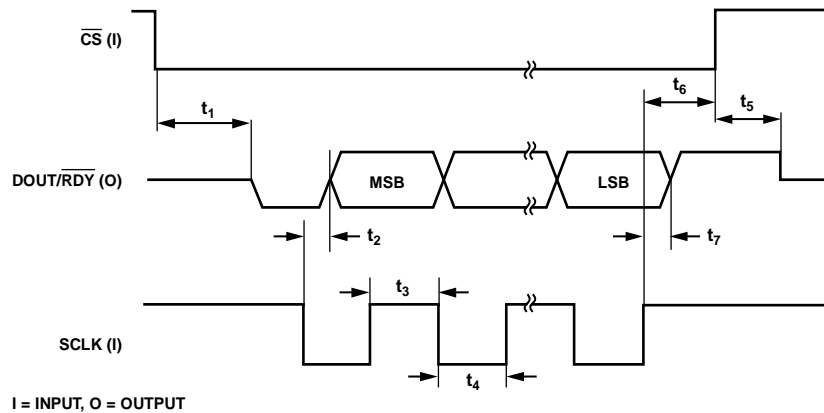 CS (I)
t6
t1
t5
DOUT/RDY (O)
MSB
LSB
t2
t7
t3
SCLK (I)
t4
I = INPUT, O = OUTPUT